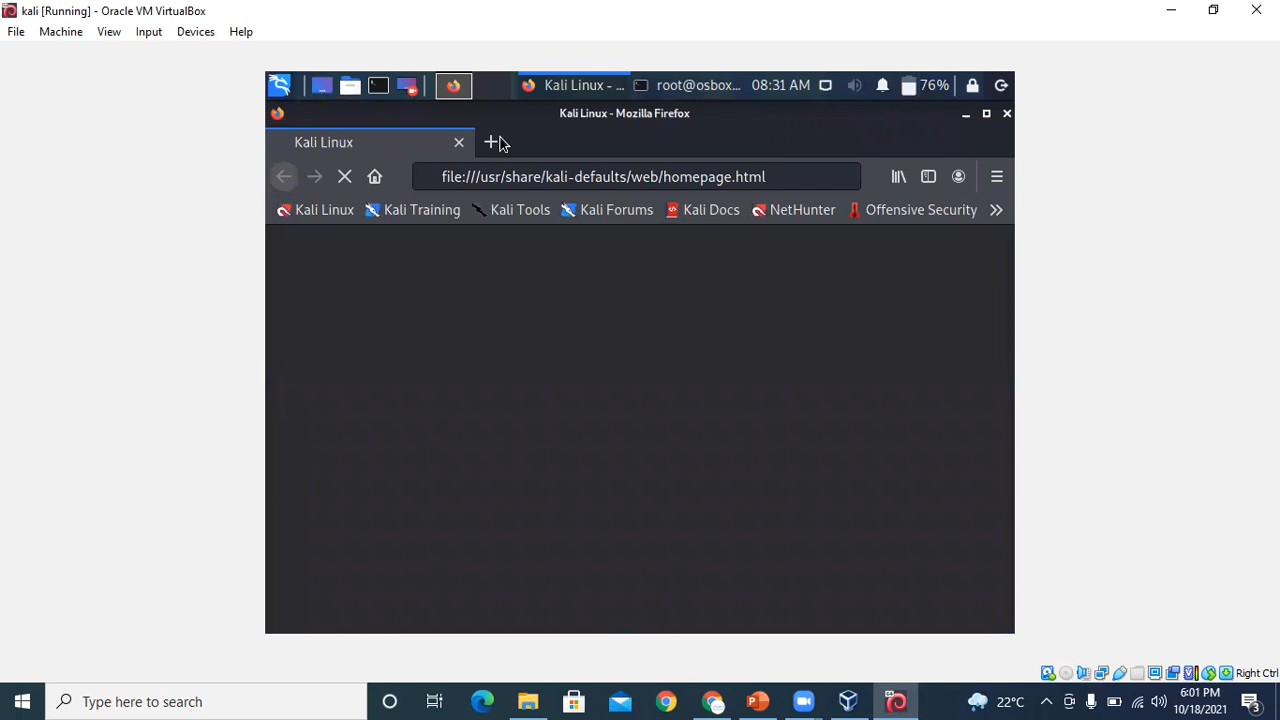 kali [Running] - Oracle VM VirtualBox
File Machine View Input Devices Help
Kali Linux - ... root@osbox... 08:31 AM 76%
Kali Linux - Mozilla Firefox
Kali Linux
file:///usr/share/kali-defaults/web/homepage.html
Kali Linux Kali Training Kali Tools Kali Forums Kali Docs NetHunter Offensive Security
Right Ctrl
Type here to search
22°C
6:01 PM
10/18/2021
3